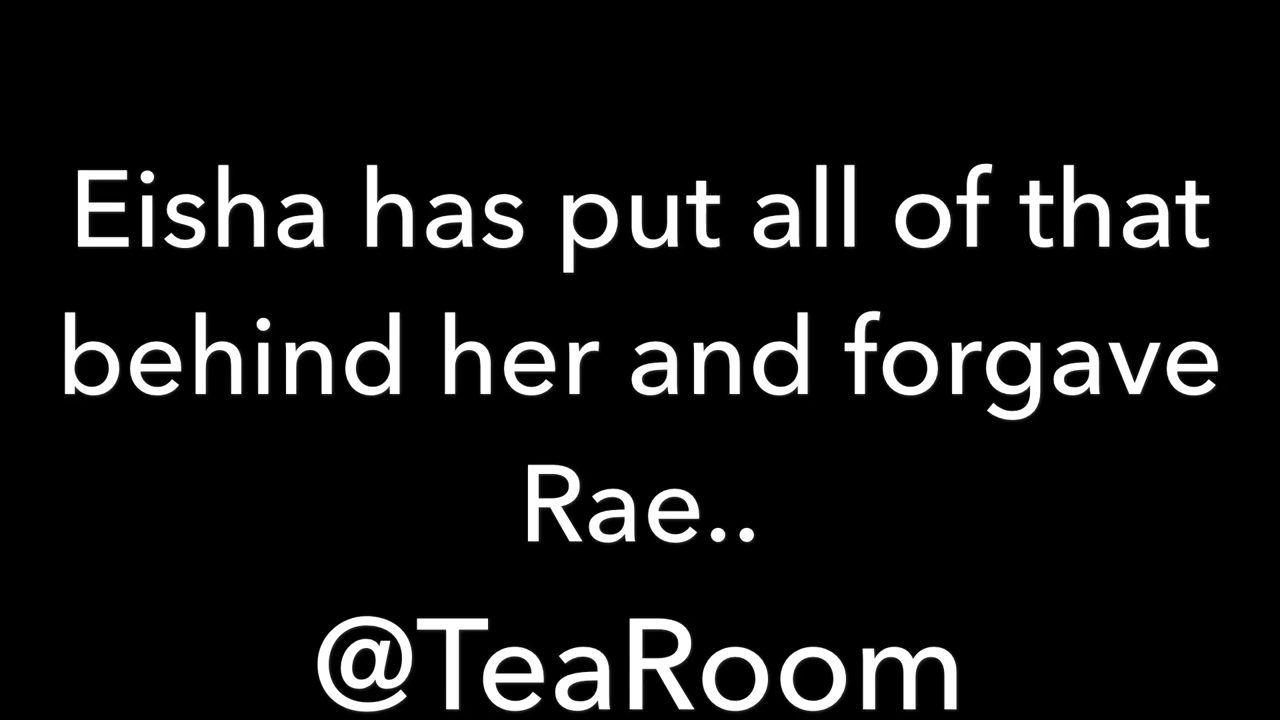 Eisha has put all of that
behind her and forgave
Rae..
@TeaRoom